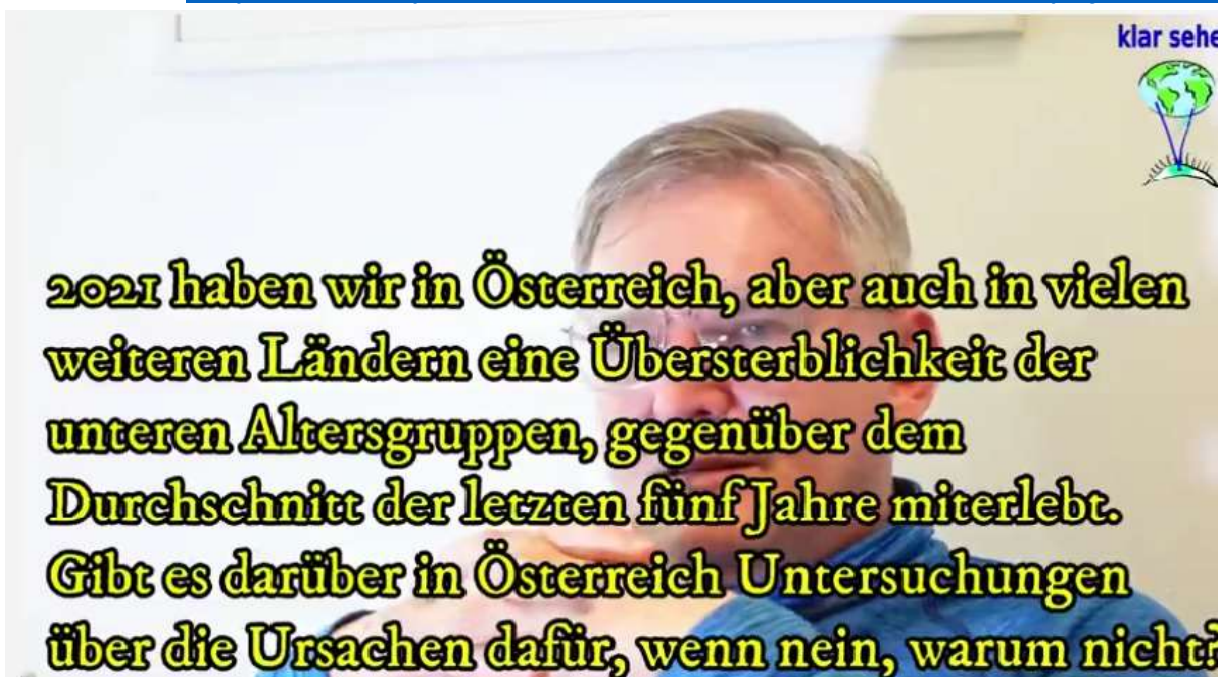 klar sehe
2021 haben wir in Österreich, aber auch in vielen
weiteren Ländern eine Übersterblichkeit der
unteren Altersgruppen, gegenüber dem
Durchschnitt der letzten fünf Jahre miterlebt.
Gibt es darüber in Österreich Untersuchungen
über die Ursachen dafür, wenn nein, warum nicht?